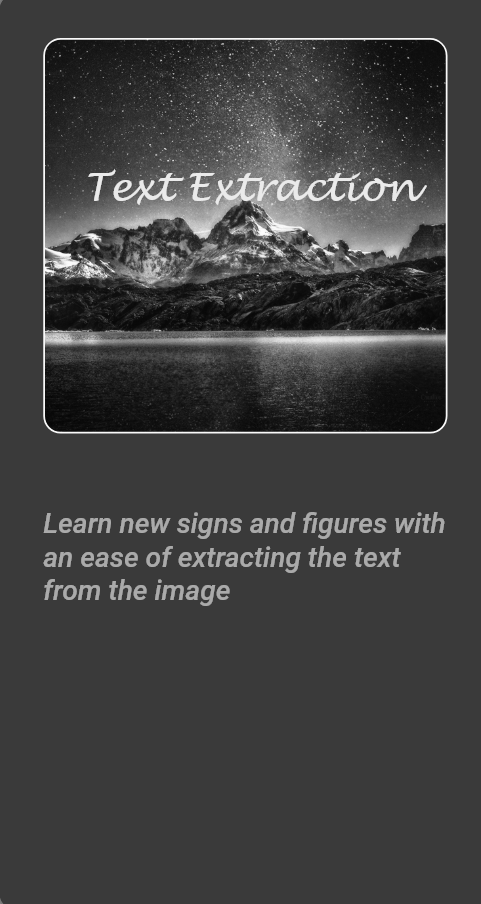 Text Extraction
Learn new signs and figures with
an ease of extracting the text
from the image